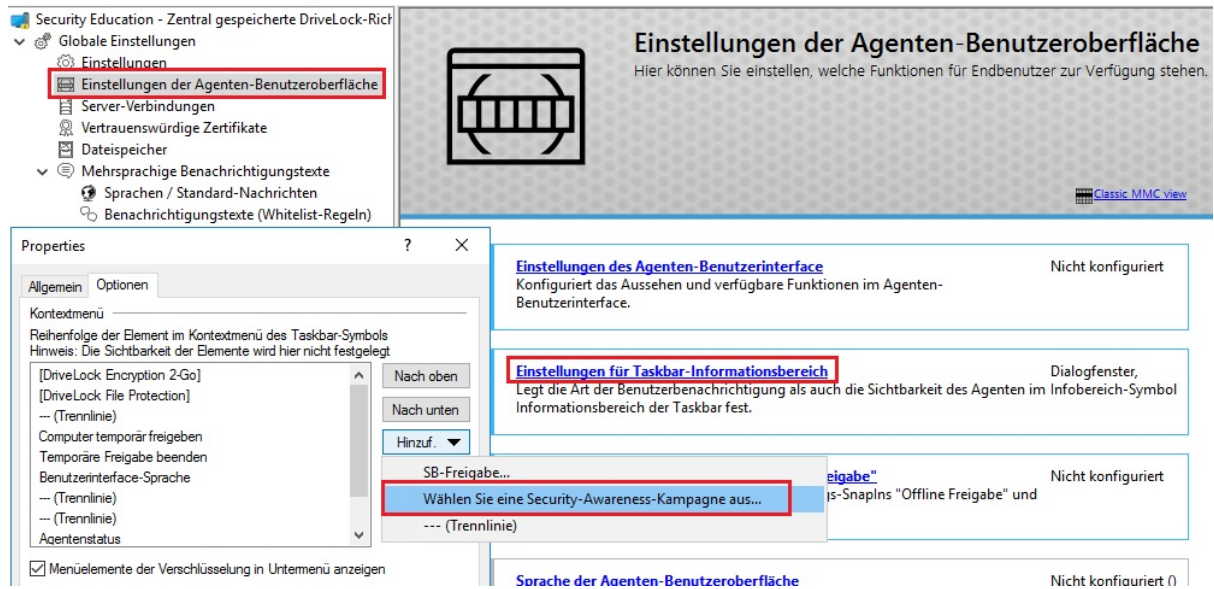 Security Education - Zentral gespeicherte DriveLock-Rich
Globale Einstellungen
Einstellungen
Einstellungen der Agenten-Benutzeroberfläche
Server-Verbindungen
Vertrauenswürdige Zertifikate
Dateispeicher
Mehrsprachige Benachrichtigungstexte
Sprachen / Standard-Nachrichten
Benachrichtigungstexte (Whitelist-Regeln)
Einstellungen der Agenten-Benutzeroberfläche
Hier können Sie einstellen, welche Funktionen für Endbenutzer zur Verfügung stehen.
Classic MMC view
Properties ?
Allgemein Optionen
Kontextmenü
Reihenfolge der Element im Kontextmenü des Taskbar-Symbols
Hinweis: Die Sichtbarkeit der Elemente wird hier nicht festgelegt
[DriveLock Encryption 2-Go]
[DriveLock File Protection]
--- (Trennlinie)
Computer temporär freigeben
Temporäre Freigabe beenden
Benutzerinterface-Sprache
--- (Trennlinie)
--- (Trennlinie)
Agentenstatus
Nach oben
Nach unten
Hinzuf.
Menüelemente der Verschlüsselung in Untermenü anzeigen
SB-Freigabe...
Wählen Sie eine Security-Awareness-Kampagne aus...
--- (Trennlinie)
Einstellungen des Agenten-Benutzerinterface Nicht konfiguriert
Konfiguriert das Aussehen und verfügbare Funktionen im Agenten-
Benutzerinterface.
Einstellungen für Taskbar-Informationsbereich Dialogfenster,
Legt die Art der Benutzerbenachrichtigung als auch die Sichtbarkeit des Agenten im Infobereich-Symbol
Informationsbereich der Taskbar fest.
eigabe" Nicht konfiguriert
gs-SnapIns "Offline Freigabe" und
Sprache der Agenten-Benutzeroberfläche Nicht konfiguriert ()